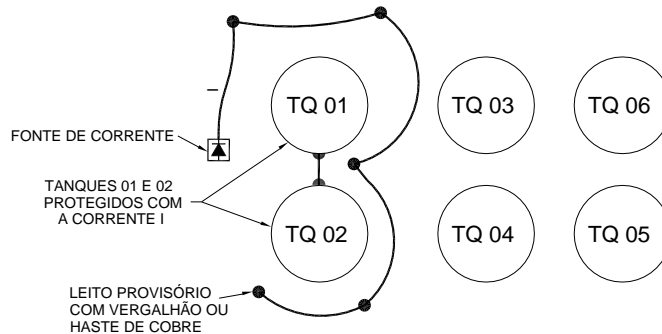 TQ 01
TQ 03
TQ 06
I
FONTE DE CORRENTE
TANQUES 01 E 02
PROTEGIDOS COM
A CORRENTE I
TQ 02
TQ 04
TQ 05
LEITO PROVISÓRIO
COM VERGALHÃO OU
HASTE DE COBRE